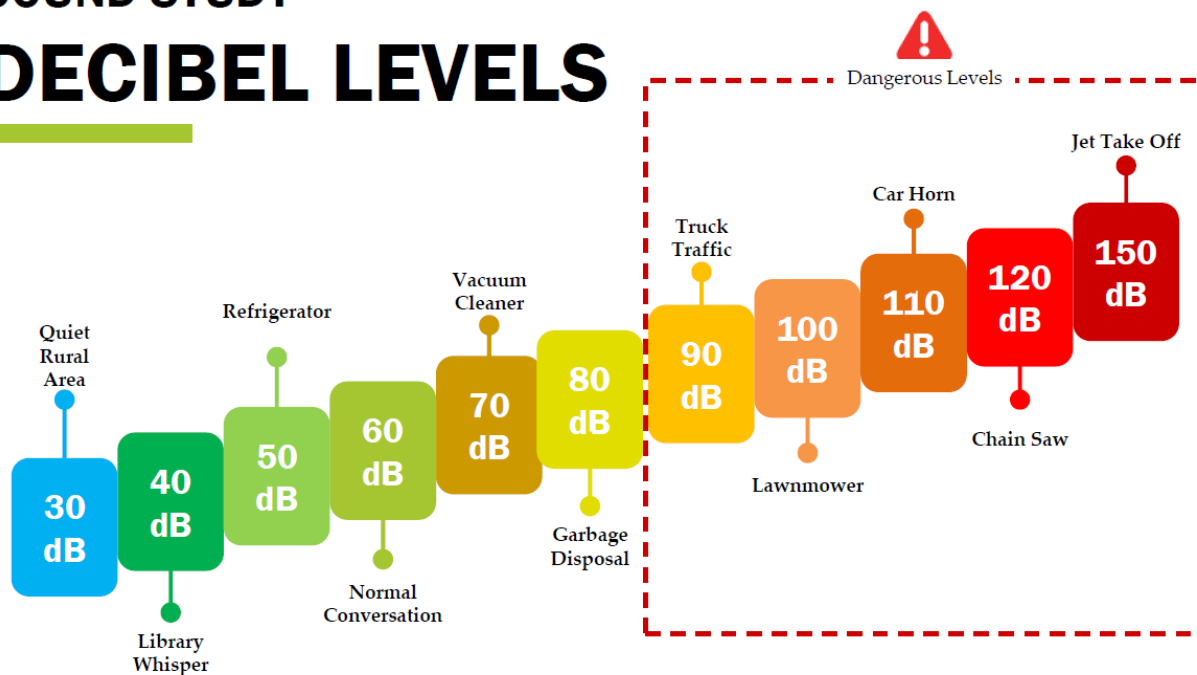 SOUND STUDY
DECIBEL LEVELS
Dangerous Levels
Quiet
Rural
Area
30
dB
40
dB
Library
Whisper
Refrigerator
50
dB
60
dB
Normal
Conversation
Vacuum
Cleaner
70
dB
80
dB
Garbage
Disposal
Truck
Traffic
90
dB
100
dB
Lawnmower
Car Horn
110
dB
120
dB
Chain Saw
Jet Take Off
150
dB